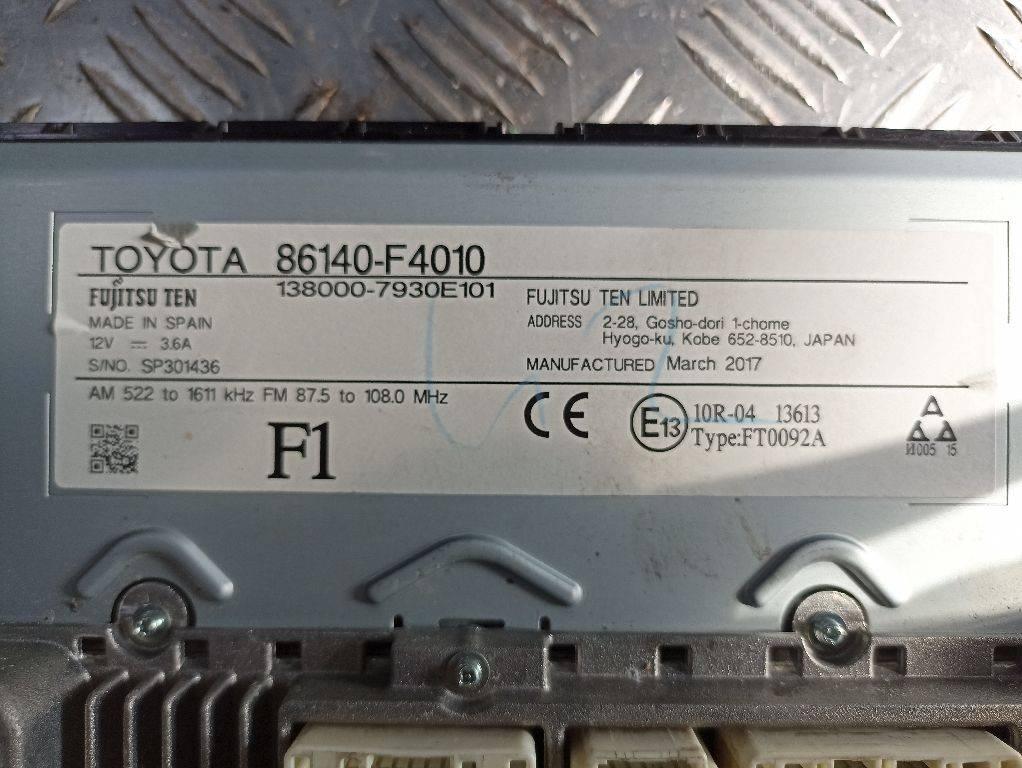 TOYOTA 86140-F4010
FUJITSU TEN 138000-7930E101
MADE IN SPAIN
12V ⎓ 3.6A
S/NO. SP301436
FUJITSU TEN LIMITED
ADDRESS 2-28, Gosho-dori 1-chome
Hyogo-ku, Kobe 652-8510, JAPAN
MANUFACTURED March 2017
AM 522 to 1611 kHz FM 87.5 to 108.0 MHz
F1
CE
E13 10R-04 13613
Type:FT0092A
И005 15